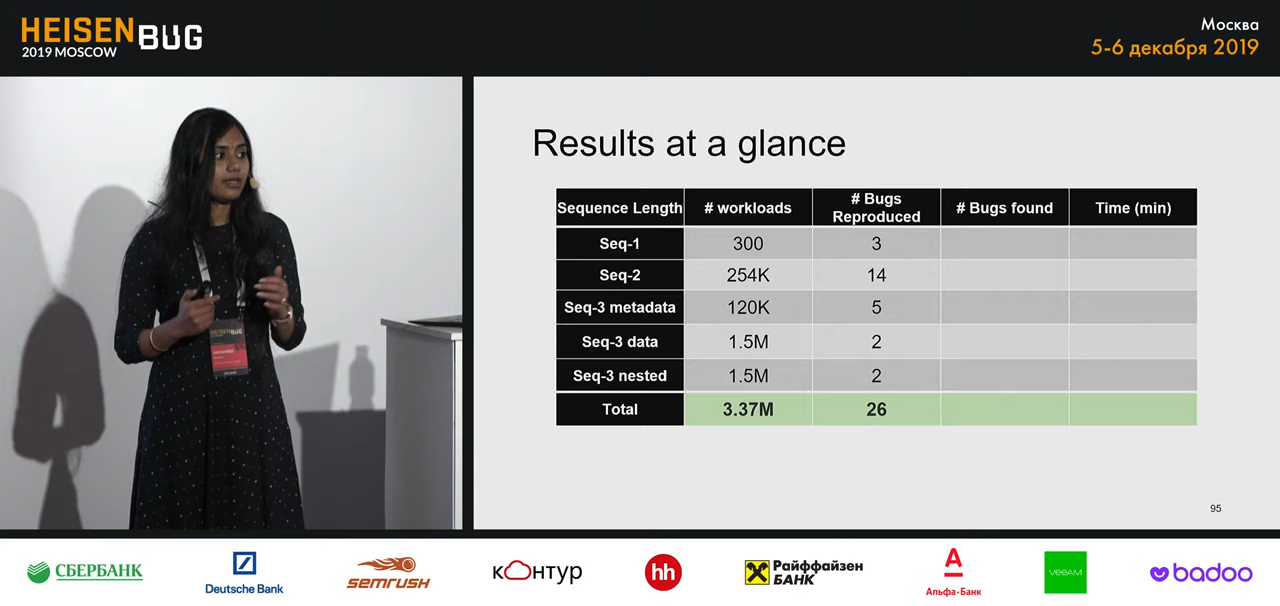 HEISENBUG
2019 MOSCOW
Москва
5-6 декабря 2019
Results at a glance
Sequence Length # workloads # Bugs Reproduced # Bugs found Time (min)
Seq-1 300 3
Seq-2 254K 14
Seq-3 metadata 120K 5
Seq-3 data 1.5M 2
Seq-3 nested 1.5M 2
Total 3.37M 26
95
HEISENBUG
СБЕРБАНК
Deutsche Bank
semrush
контур
hh
Райффайзен
БАНК
А
Альфа·Банк
veeam
badoo